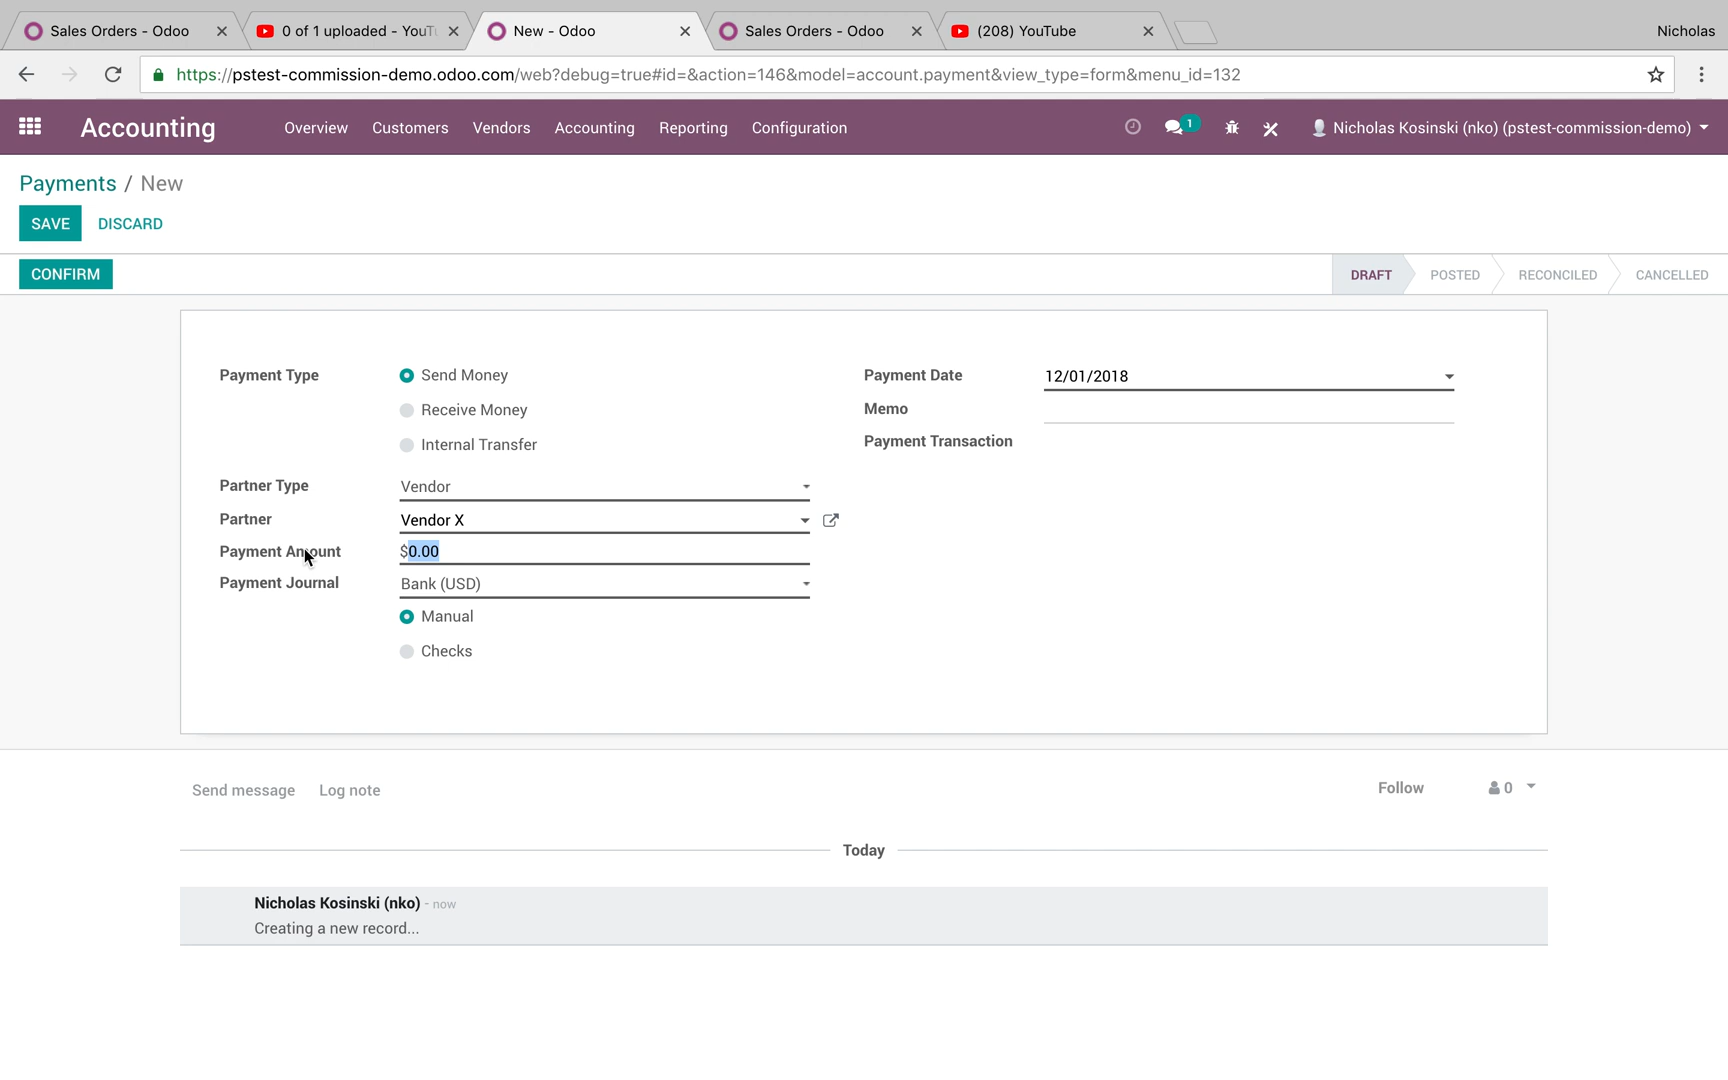 Sales Orders - Odoo
0 of 1 uploaded - YouT
New - Odoo
Sales Orders - Odoo
(208) YouTube
Nicholas
https://pstest-commission-demo.odoo.com/web?debug=true#id=&action=146&model=account.payment&view_type=form&menu_id=132
Accounting
Overview
Customers
Vendors
Accounting
Reporting
Configuration
1
Nicholas Kosinski (nko) (pstest-commission-demo)
Payments / New
SAVE
DISCARD
CONFIRM
DRAFT
POSTED
RECONCILED
CANCELLED
Payment Type
Send Money
Receive Money
Internal Transfer
Partner Type
Vendor
Partner
Vendor X
Payment Amount
$0.00
Payment Journal
Bank (USD)
Manual
Checks
Payment Date
12/01/2018
Memo
Payment Transaction
Send message
Log note
Follow
0
Today
Nicholas Kosinski (nko) - now
Creating a new record...